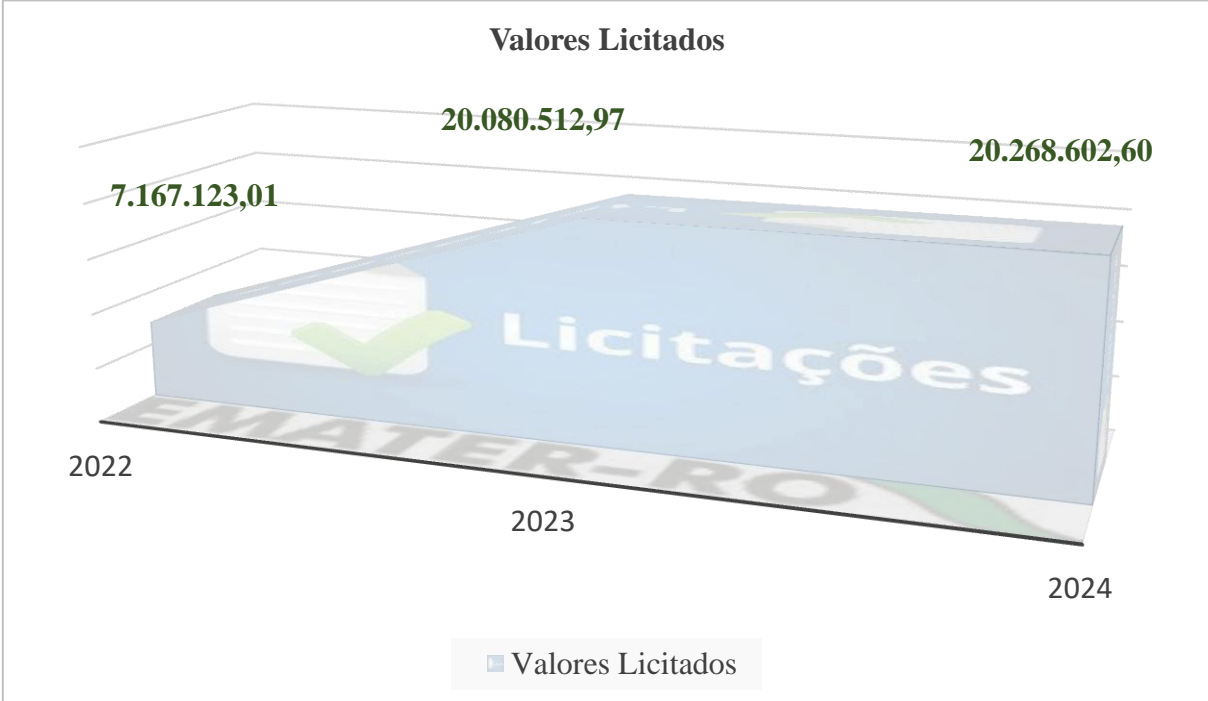 Valores Licitados
20.080.512,97
20.268.602,60
7.167.123,01
Licitações
EMATER-RO
2022
2023
2024
Valores Licitados